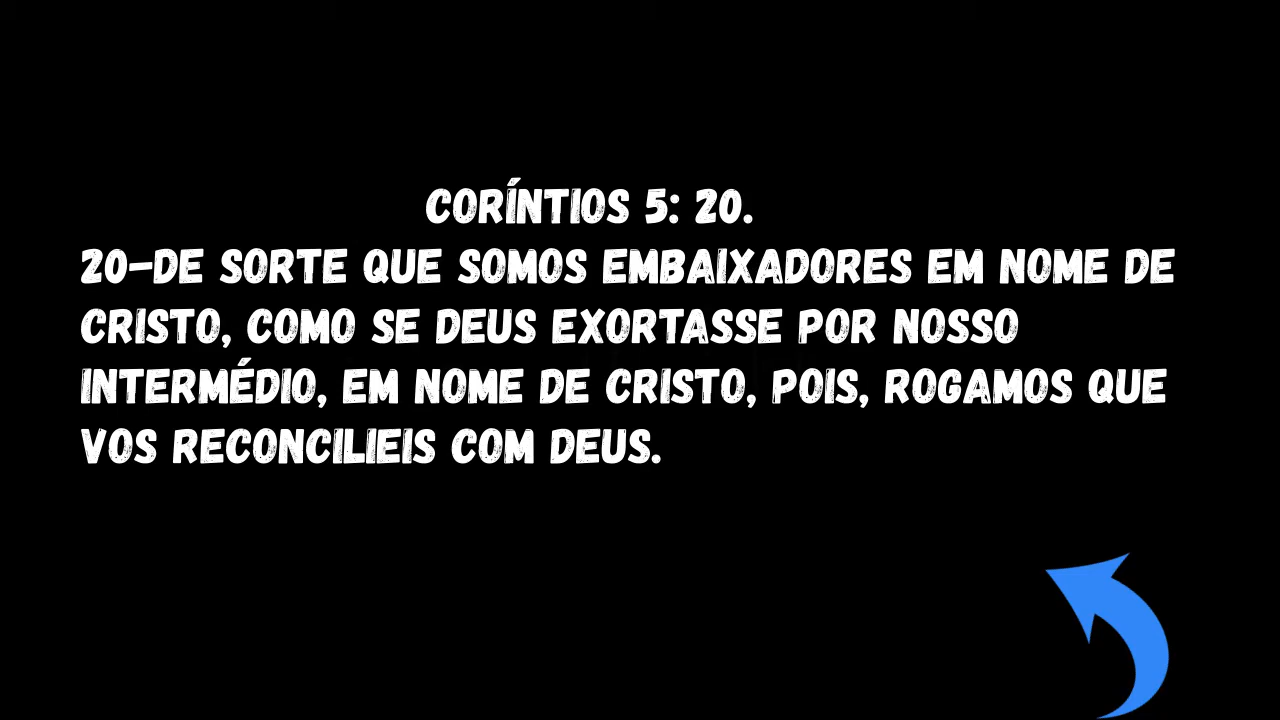 CORÍNTIOS 5: 20.
20-DE SORTE QUE SOMOS EMBAIXADORES EM NOME DE
CRISTO, COMO SE DEUS EXORTASSE POR NOSSO
INTERMÉDIO, EM NOME DE CRISTO, POIS, ROGAMOS QUE
VOS RECONCILIEIS COM DEUS.